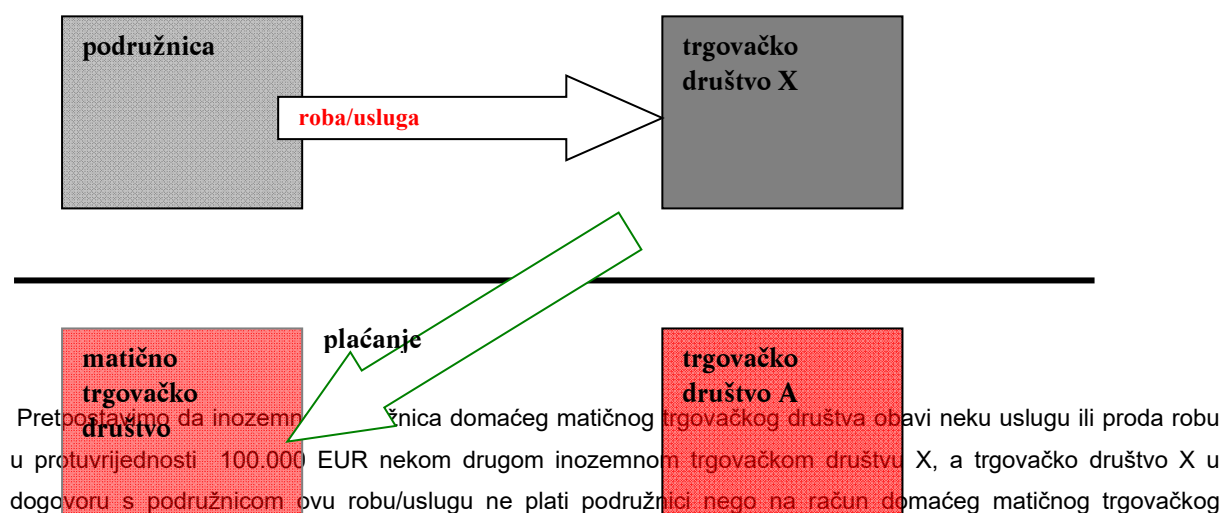 podružnica
trgovačko
društvo X
roba/usluga
plaćanje
matično
trgovačko
društvo
trgovačko
društvo A
Pretpostavimo da inozemn žnica domaćeg matičnog trgovačkog društva obavi neku uslugu ili proda robu
u protuvrijednosti 100.000 EUR nekom drugom inozemnom trgovačkom društvu X, a trgovačko društvo X u
dogovoru s podružnicom ovu robu/uslugu ne plati podružnici nego na račun domaćeg matičnog trgovačkog